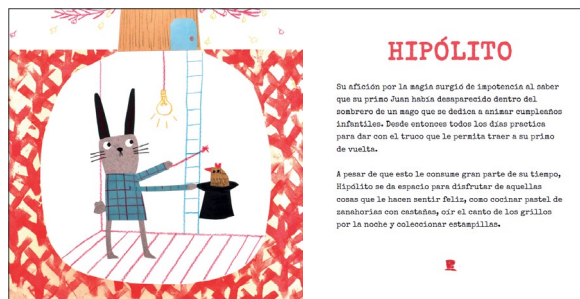 HIPÓLITO
Su afición por la magia surgió de impotencia al saber
que su primo Juan había desaparecido dentro del
sombrero de un mago que se dedica a animar cumpleaños
infantiles. Desde entonces todos los días practica
para dar con el truco que le permita traer a su primo
de vuelta.
A pesar de que esto le consume gran parte de su tiempo,
Hipólito se da espacio para disfrutar de aquellas
cosas que le hacen sentir feliz, como cocinar pastel de
zanahorias con castañas, oír el canto de los grillos
por la noche y coleccionar estampillas.